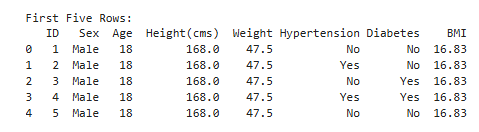 First Five Rows:
ID Sex Age Height(cms) Weight Hypertension Diabetes BMI
0 1 Male 18 168.0 47.5 No No 16.83
1 2 Male 18 168.0 47.5 Yes No 16.83
2 3 Male 18 168.0 47.5 No Yes 16.83
3 4 Male 18 168.0 47.5 Yes Yes 16.83
4 5 Male 18 168.0 47.5 No No 16.83